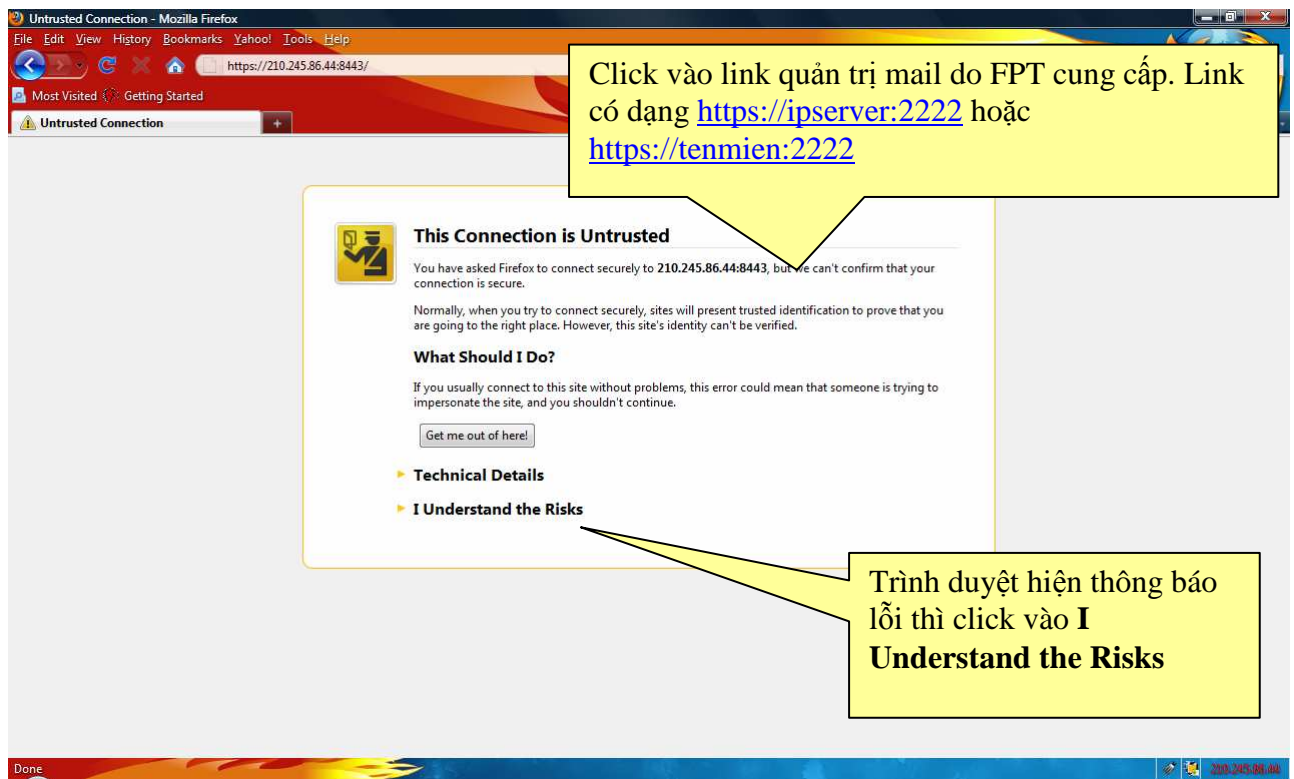 Untrusted Connection - Mozilla Firefox
File Edit View History Bookmarks Yahoo! Tools Help
https://210.245.86.44:8443/
Most Visited Getting Started
Untrusted Connection
Click vào link quản trị mail do FPT cung cấp. Link
có dạng https://ipserver:2222 hoặc
https://tenmien:2222
This Connection is Untrusted
You have asked Firefox to connect securely to 210.245.86.44:8443, but we can't confirm that your
connection is secure.
Normally, when you try to connect securely, sites will present trusted identification to prove that you
are going to the right place. However, this site's identity can't be verified.
What Should I Do?
If you usually connect to this site without problems, this error could mean that someone is trying to
impersonate the site, and you shouldn't continue.
Get me out of here!
Technical Details
I Understand the Risks
Trình duyệt hiện thông báo
lỗi thì click vào I
Understand the Risks
Done
210.245.86.44